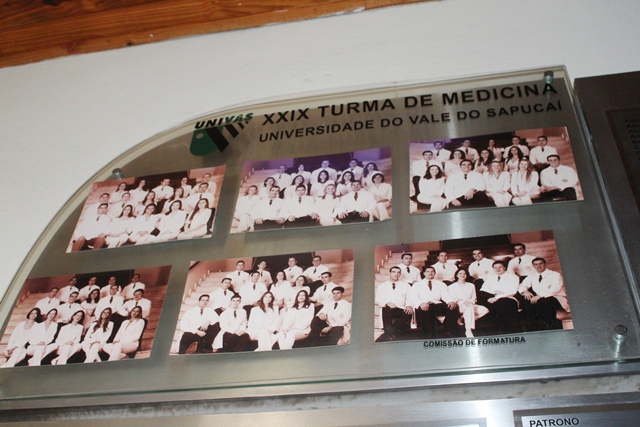 UNIVÁS
XXIX TURMA DE MEDICINA
UNIVERSIDADE DO VALE DO SAPUCAÍ
COMISSÃO DE FORMATURA
PATRONO